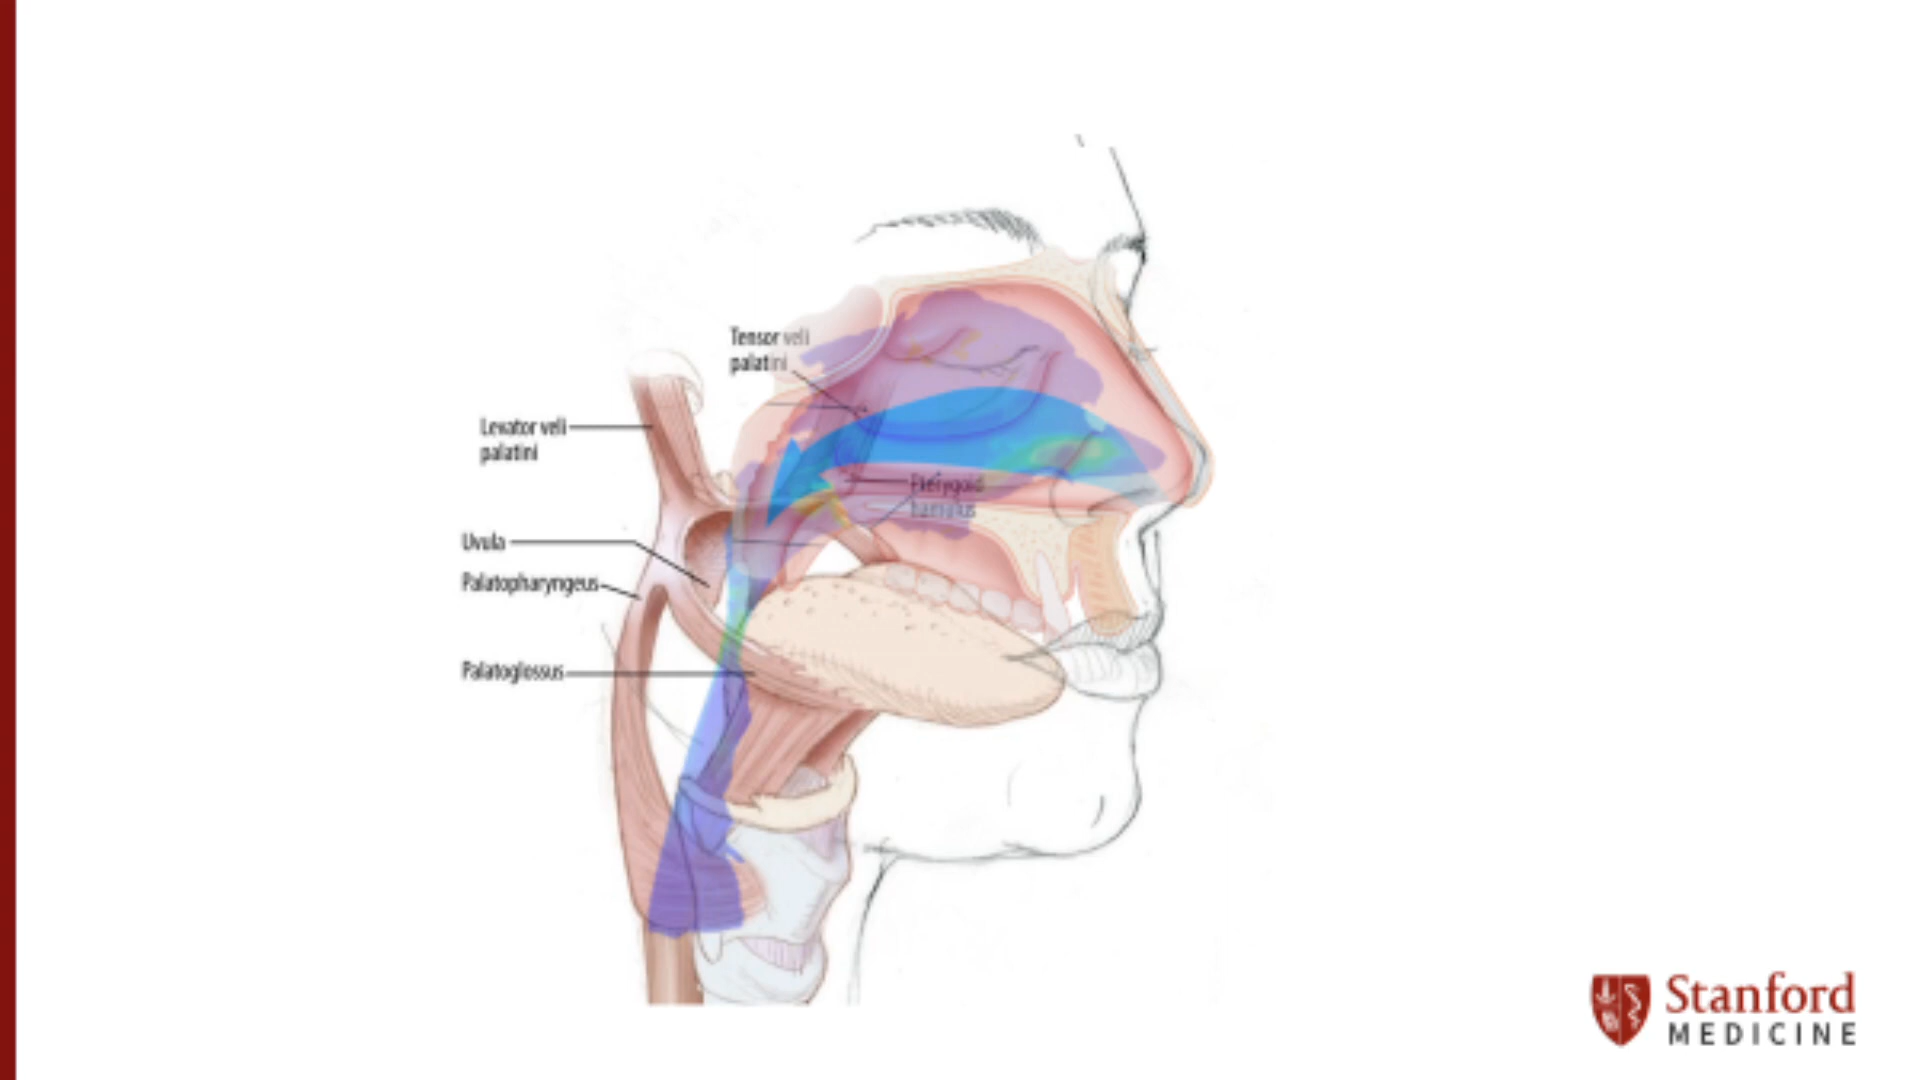 Tensor veli
palatini
Levator veli
palatini
Pterygoid
hamulus
Uvula
Palatopharyngeus
Palatoglossus
Stanford
MEDICINE